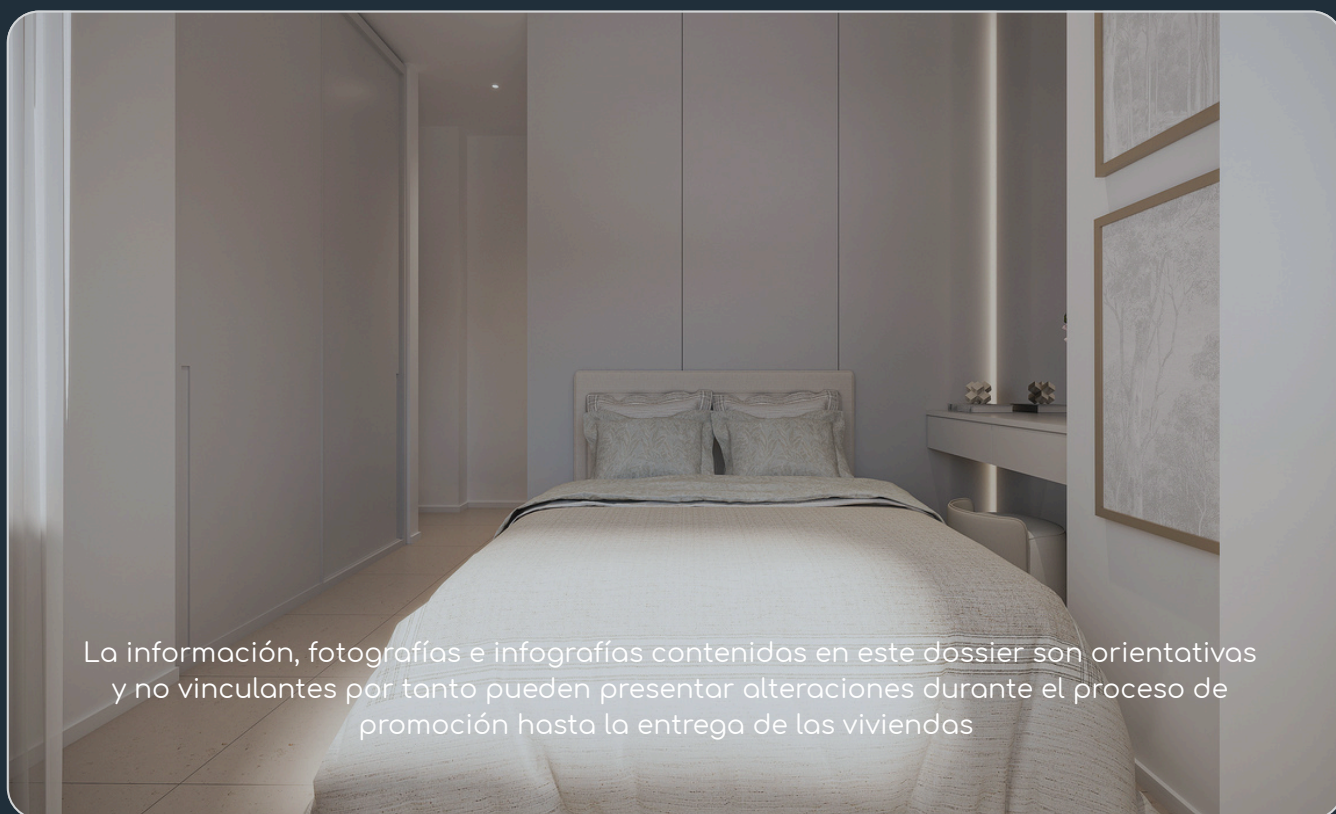 La información, fotografías e infografías contenidas en este dossier son orientativas
y no vinculantes por tanto pueden presentar alteraciones durante el proceso de
promoción hasta la entrega de las viviendas